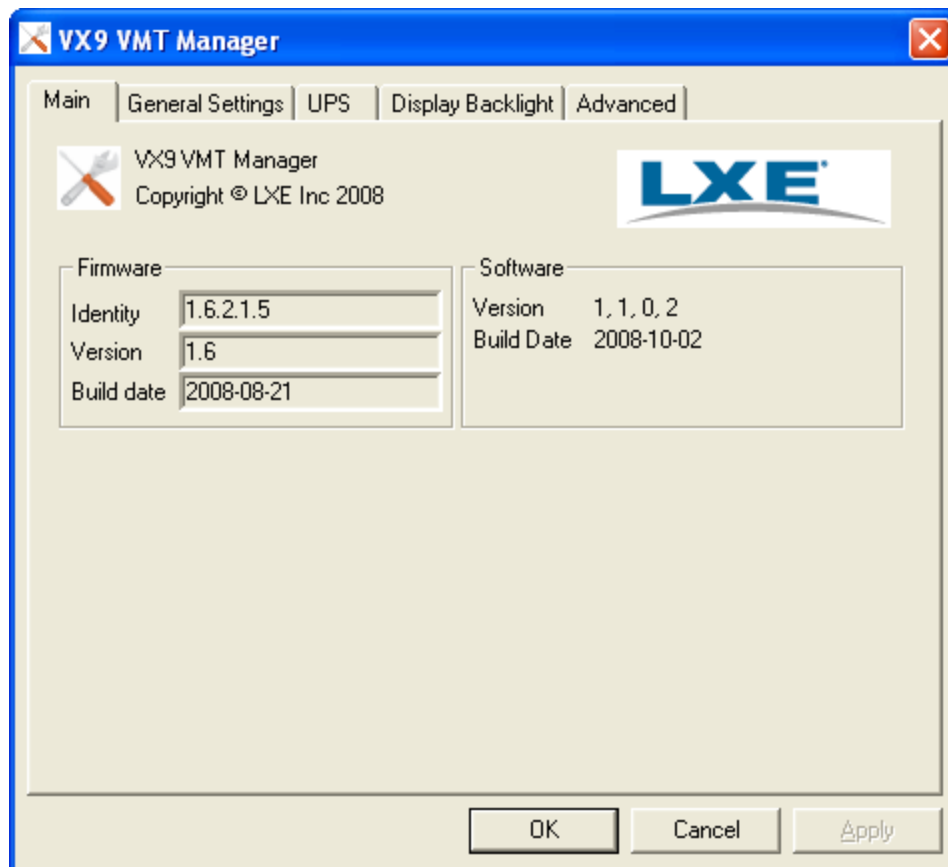 VX9 VMT Manager
Main
General Settings
UPS
Display Backlight
Advanced
VX9 VMT Manager
Copyright © LXE Inc 2008
LXE
Firmware
Identity 1.6.2.1.5
Version 1.6
Build date 2008-08-21
Software
Version 1, 1, 0, 2
Build Date 2008-10-02
OK
Cancel
Apply